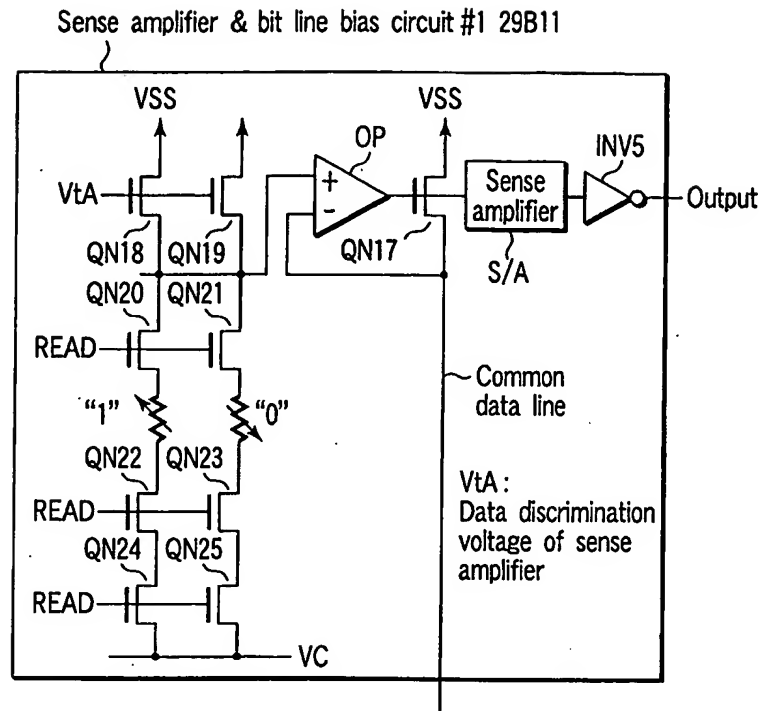 Sense amplifier & bit line bias circuit #1 29B11
VSS
VSS
OP
INV5
VtA
+
-
Sense
amplifier
Output
QN18
QN19
QN17
S/A
QN20
QN21
READ
Common
data line
"1"
"0"
QN22
QN23
VtA :
Data discrimination
voltage of sense
amplifier
READ
QN24
QN25
READ
VC